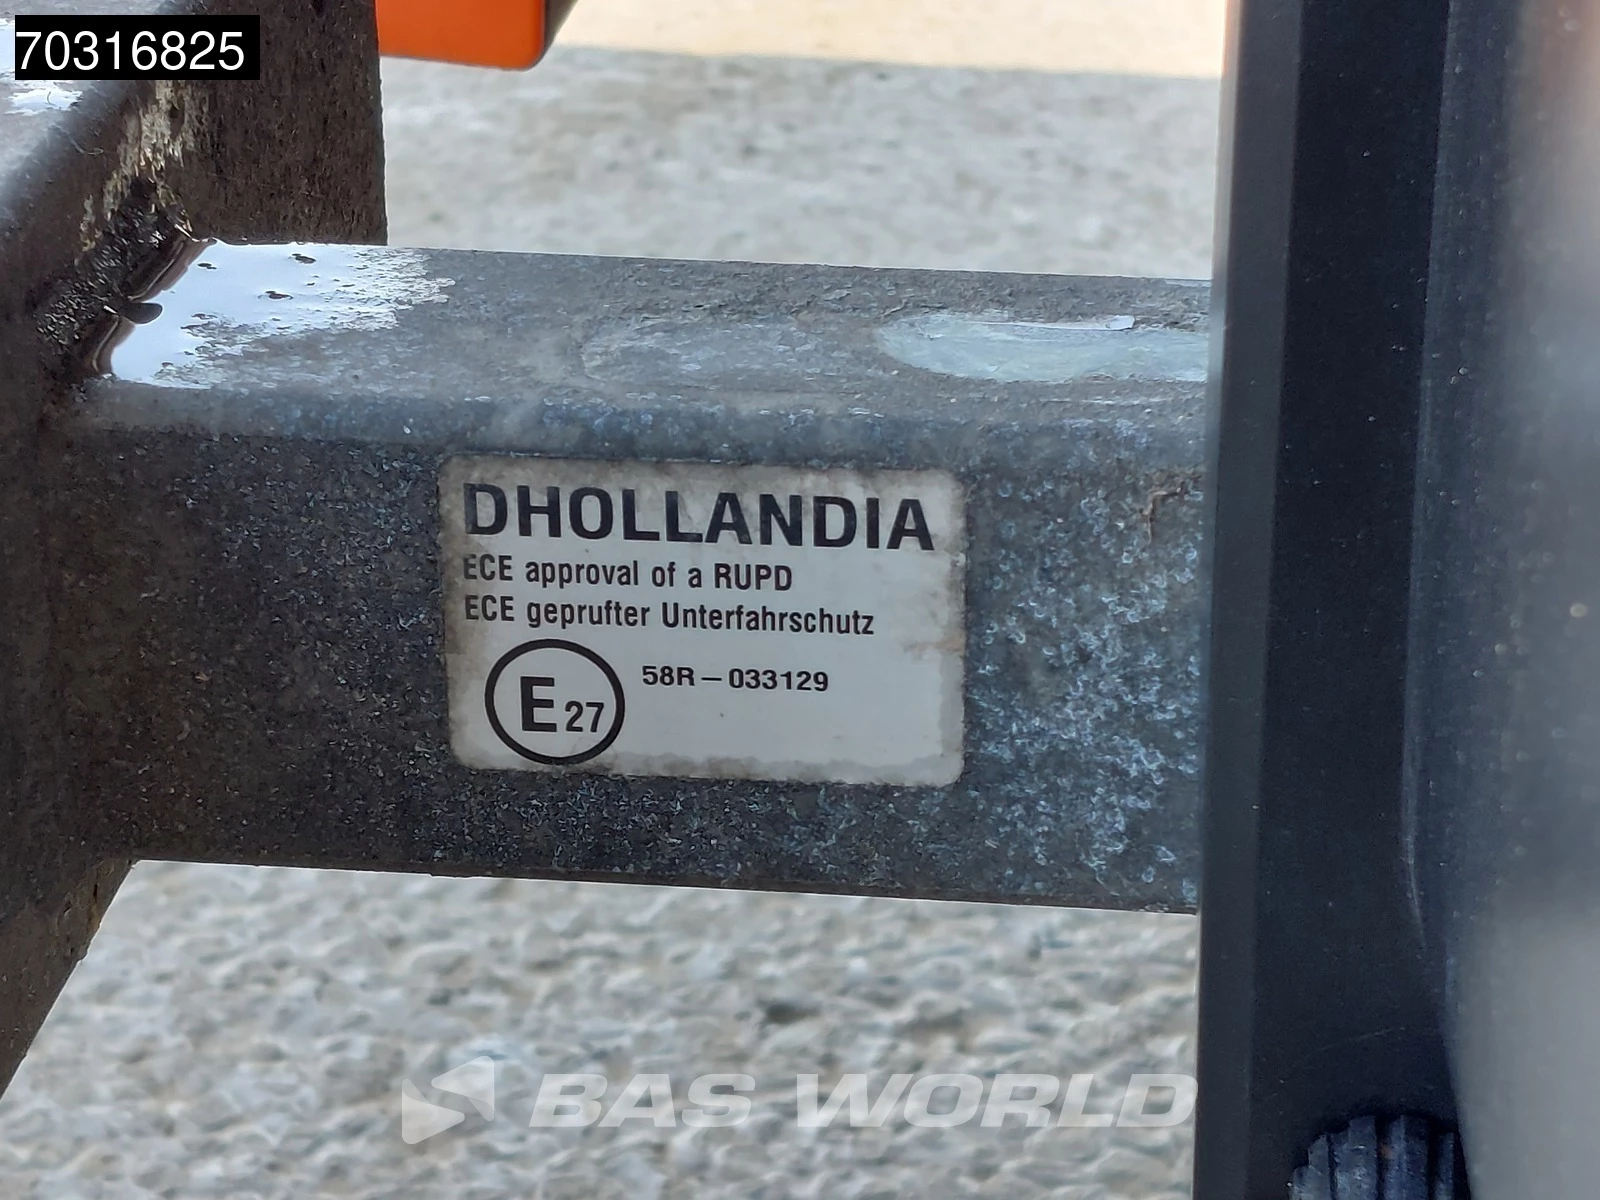 70316825
DHOLLANDIA
ECE approval of a RUPD
ECE geprufter Unterfahrschutz
E27
58R – 033129
BAS WORLD